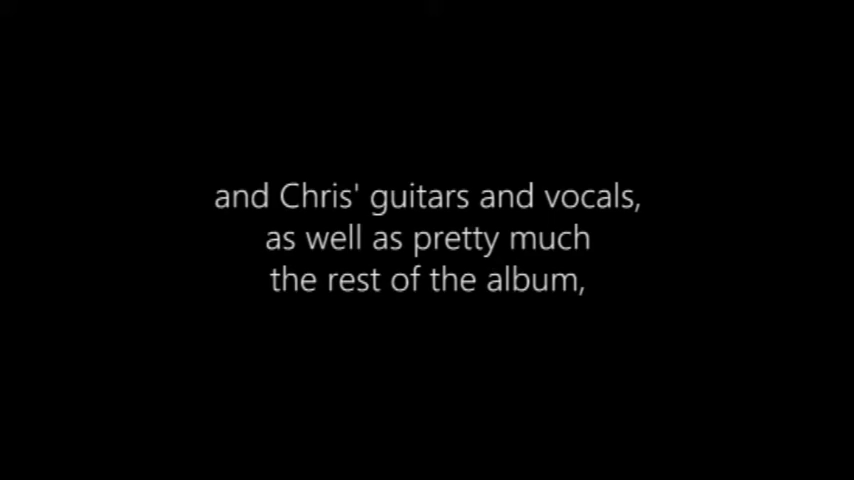 and Chris' guitars and vocals,
as well as pretty much
the rest of the album,